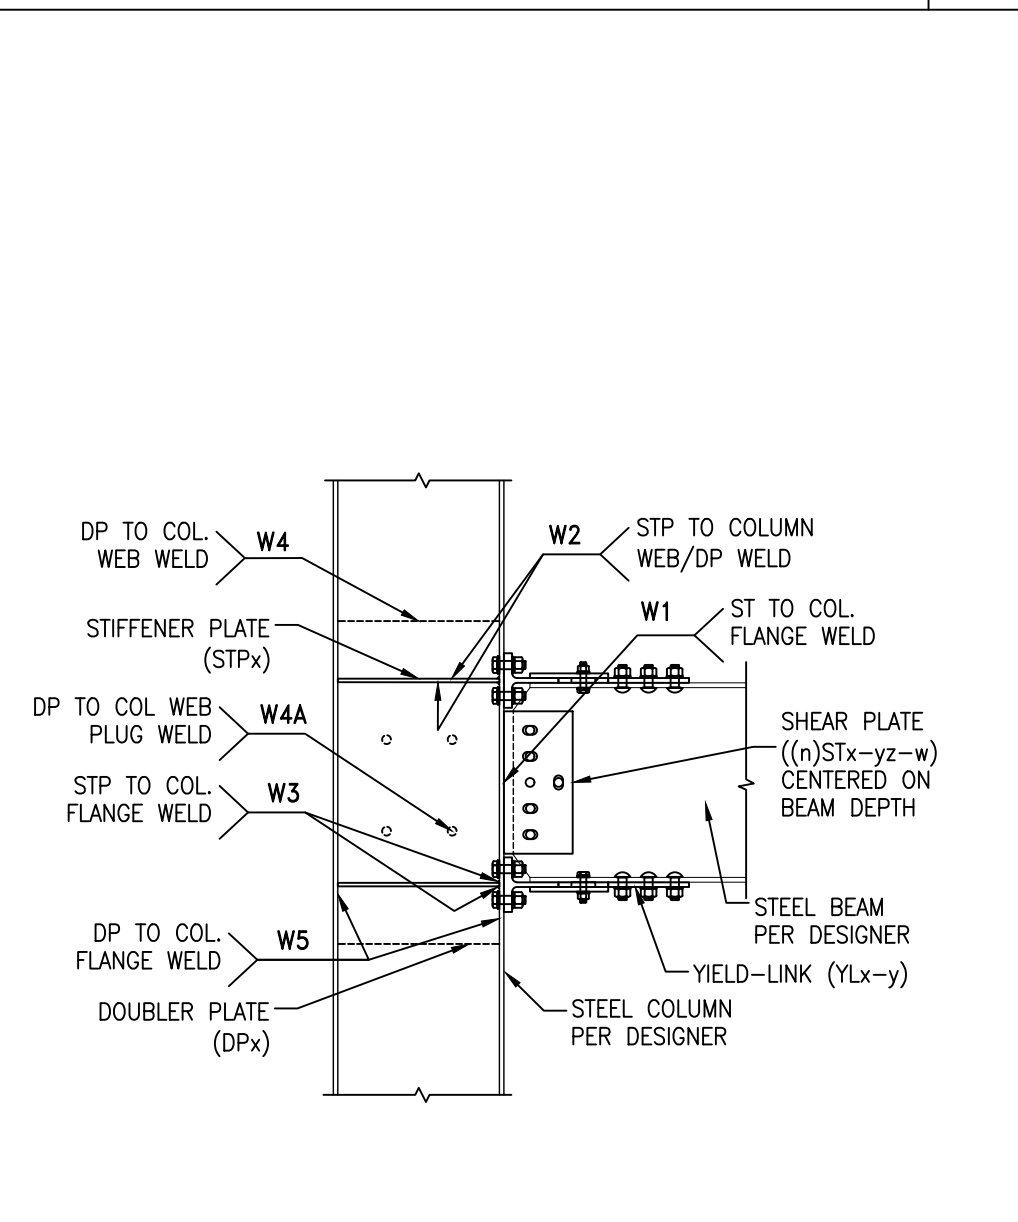 DP TO COL.
WEB WELD
W4
W2
STP TO COLUMN
WEB/DP WELD
W1
ST TO COL.
FLANGE WELD
STIFFENER PLATE
(STPx)
DP TO COL WEB
PLUG WELD
W4A
SHEAR PLATE
((n)STx-yz-w)
CENTERED ON
BEAM DEPTH
STP TO COL.
FLANGE WELD
W3
STEEL BEAM
PER DESIGNER
DP TO COL.
FLANGE WELD
W5
YIELD-LINK (YLx-y)
DOUBLER PLATE
(DPx)
STEEL COLUMN
PER DESIGNER